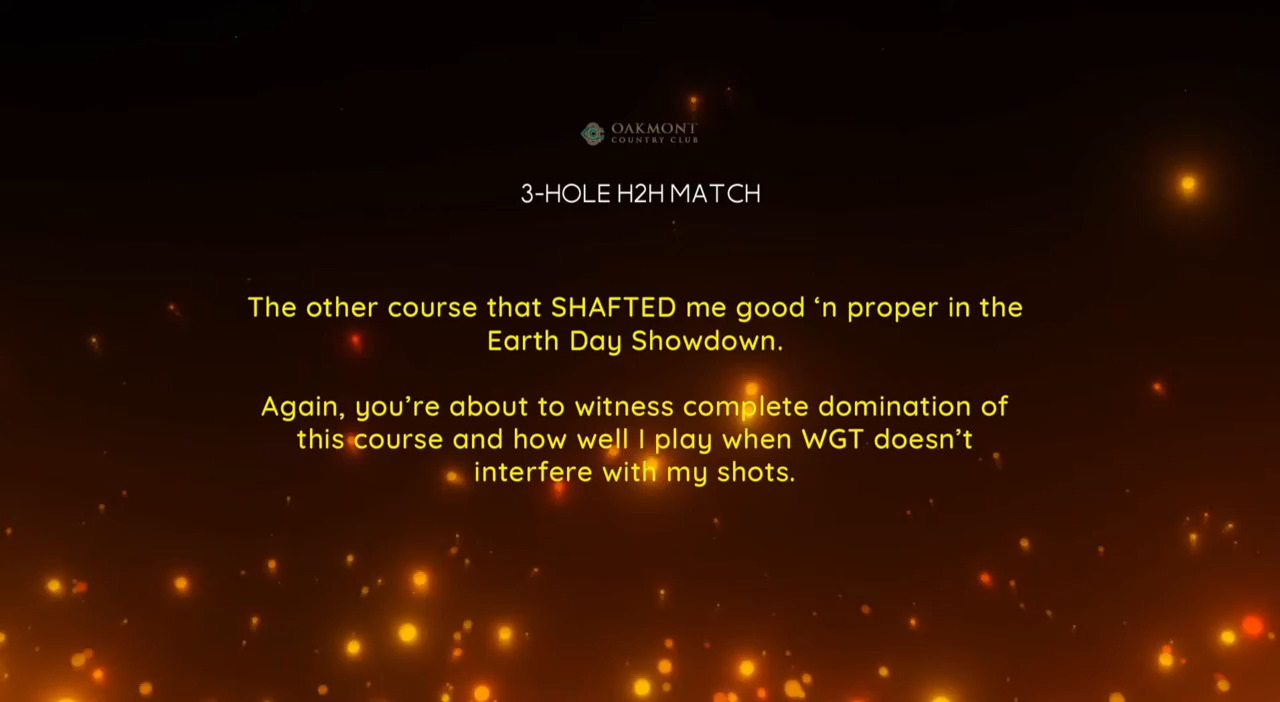 OAKMONT
COUNTRY CLUB
3-HOLE H2H MATCH
The other course that SHAFTED me good ‘n proper in the
Earth Day Showdown.
Again, you’re about to witness complete domination of
this course and how well I play when WGT doesn’t
interfere with my shots.